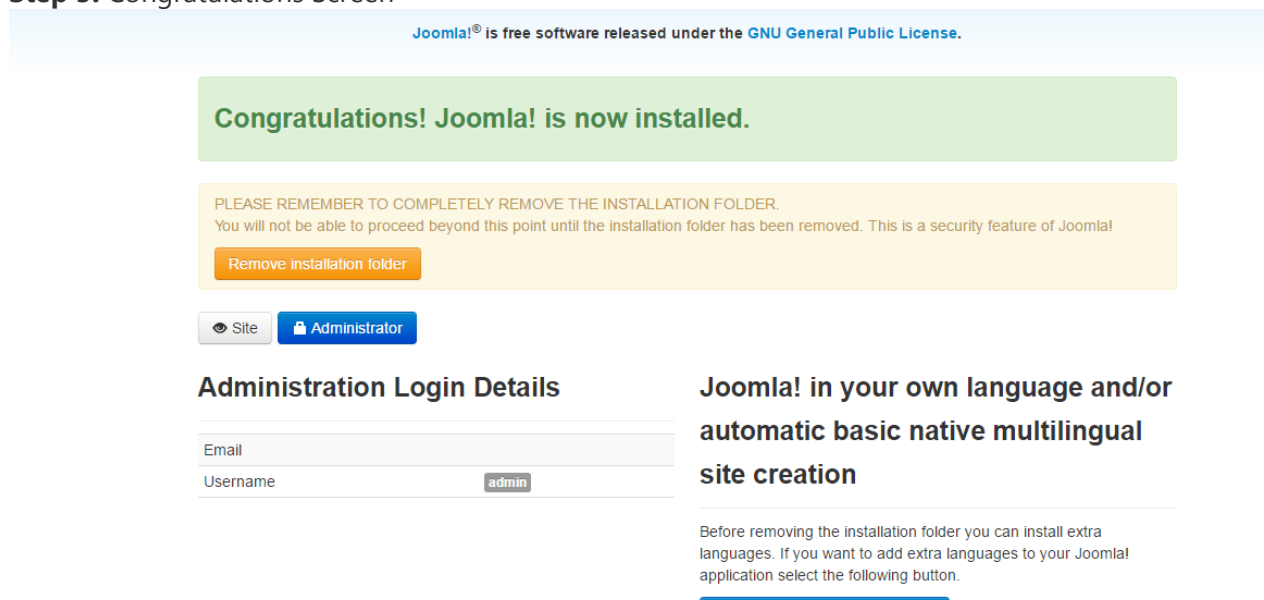 Joomla!® is free software released under the GNU General Public License.
Congratulations! Joomla! is now installed.
PLEASE REMEMBER TO COMPLETELY REMOVE THE INSTALLATION FOLDER.
You will not be able to proceed beyond this point until the installation folder has been removed. This is a security feature of Joomla!
Remove installation folder
Site
Administrator
Administration Login Details
Email
Username admin
Joomla! in your own language and/or
automatic basic native multilingual
site creation
Before removing the installation folder you can install extra
languages. If you want to add extra languages to your Joomla!
application select the following button.